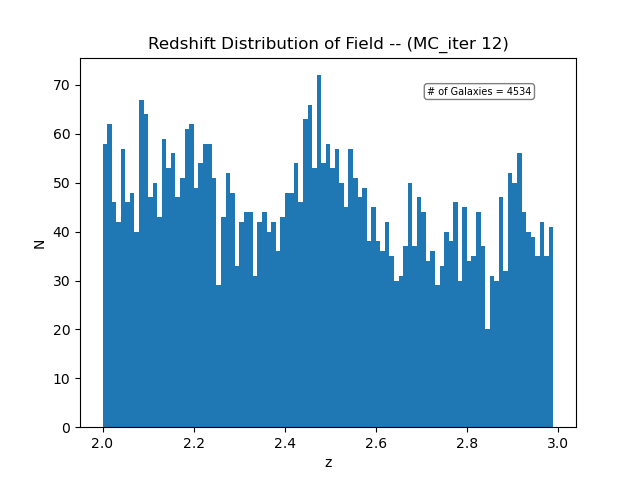 Redshift Distribution of Field -- (MC_iter 12)
# of Galaxies = 4534
70
60
50
40
30
20
10
0
N
2.0 2.2 2.4 2.6 2.8 3.0
z